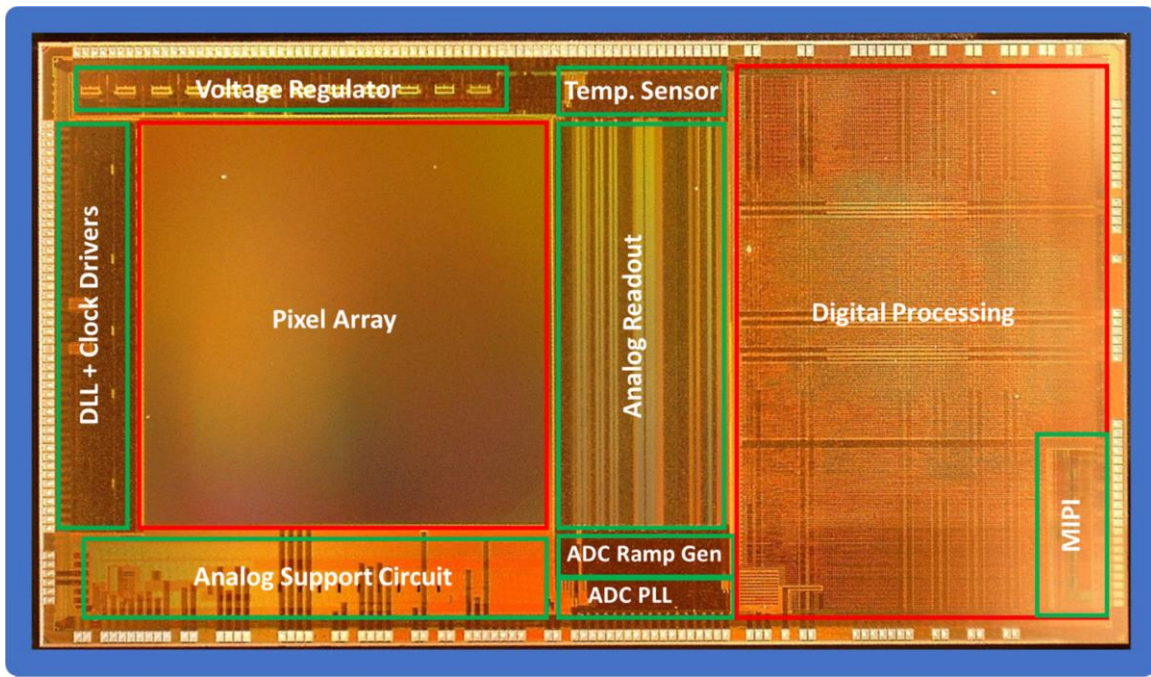 Voltage Regulator
Temp. Sensor
DLL + Clock Drivers
Pixel Array
Analog Readout
Digital Processing
MIPI
Analog Support Circuit
ADC Ramp Gen
ADC PLL